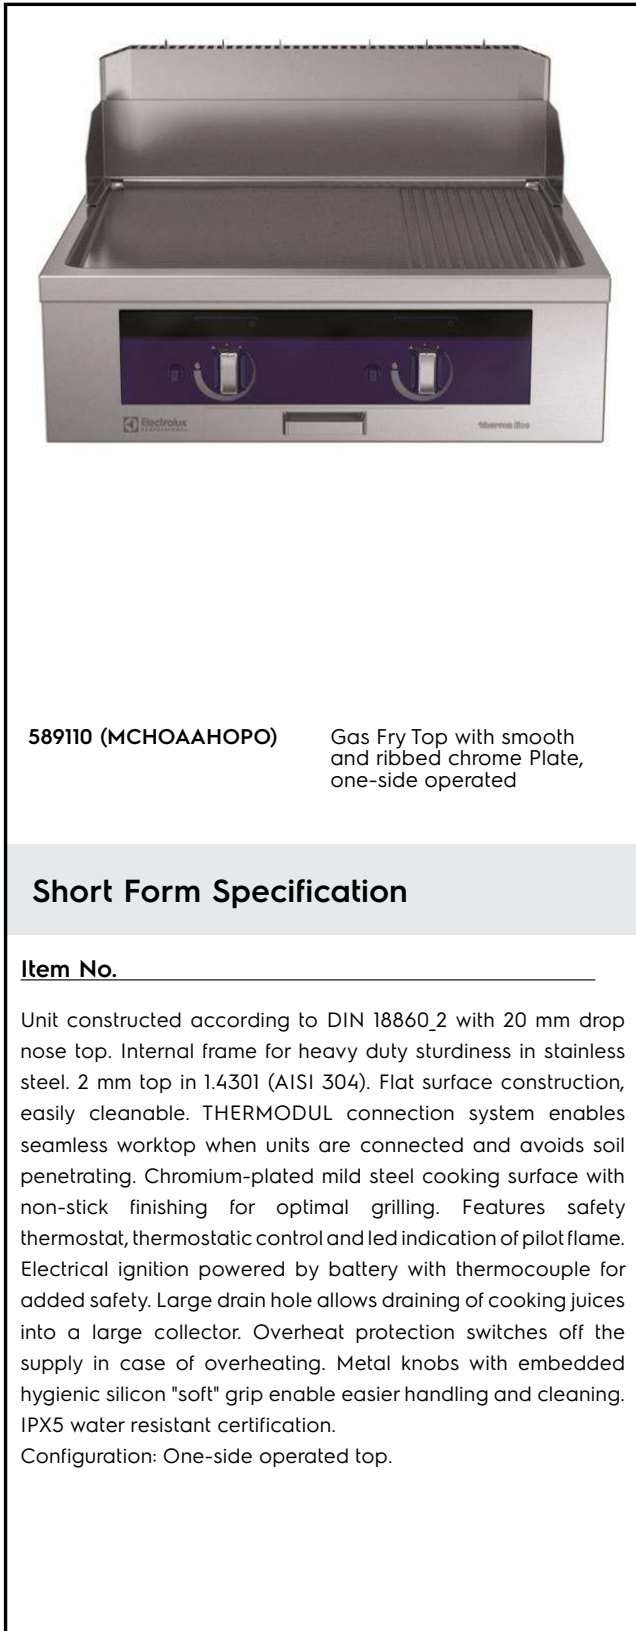 Electrolux
PROFESSIONAL
therma line
589110 (MCHOAAHOPO)
Gas Fry Top with smooth
and ribbed chrome Plate,
one-side operated
Short Form Specification
Item No.
Unit constructed according to DIN 18860_2 with 20 mm drop
nose top. Internal frame for heavy duty sturdiness in stainless
steel. 2 mm top in 1.4301 (AISI 304). Flat surface construction,
easily cleanable. THERMODUL connection system enables
seamless worktop when units are connected and avoids soil
penetrating. Chromium-plated mild steel cooking surface with
non-stick finishing for optimal grilling. Features safety
thermostat, thermostatic control and led indication of pilot flame.
Electrical ignition powered by battery with thermocouple for
added safety. Large drain hole allows draining of cooking juices
into a large collector. Overheat protection switches off the
supply in case of overheating. Metal knobs with embedded
hygienic silicon "soft" grip enable easier handling and cleaning.
IPX5 water resistant certification.
Configuration: One-side operated top.